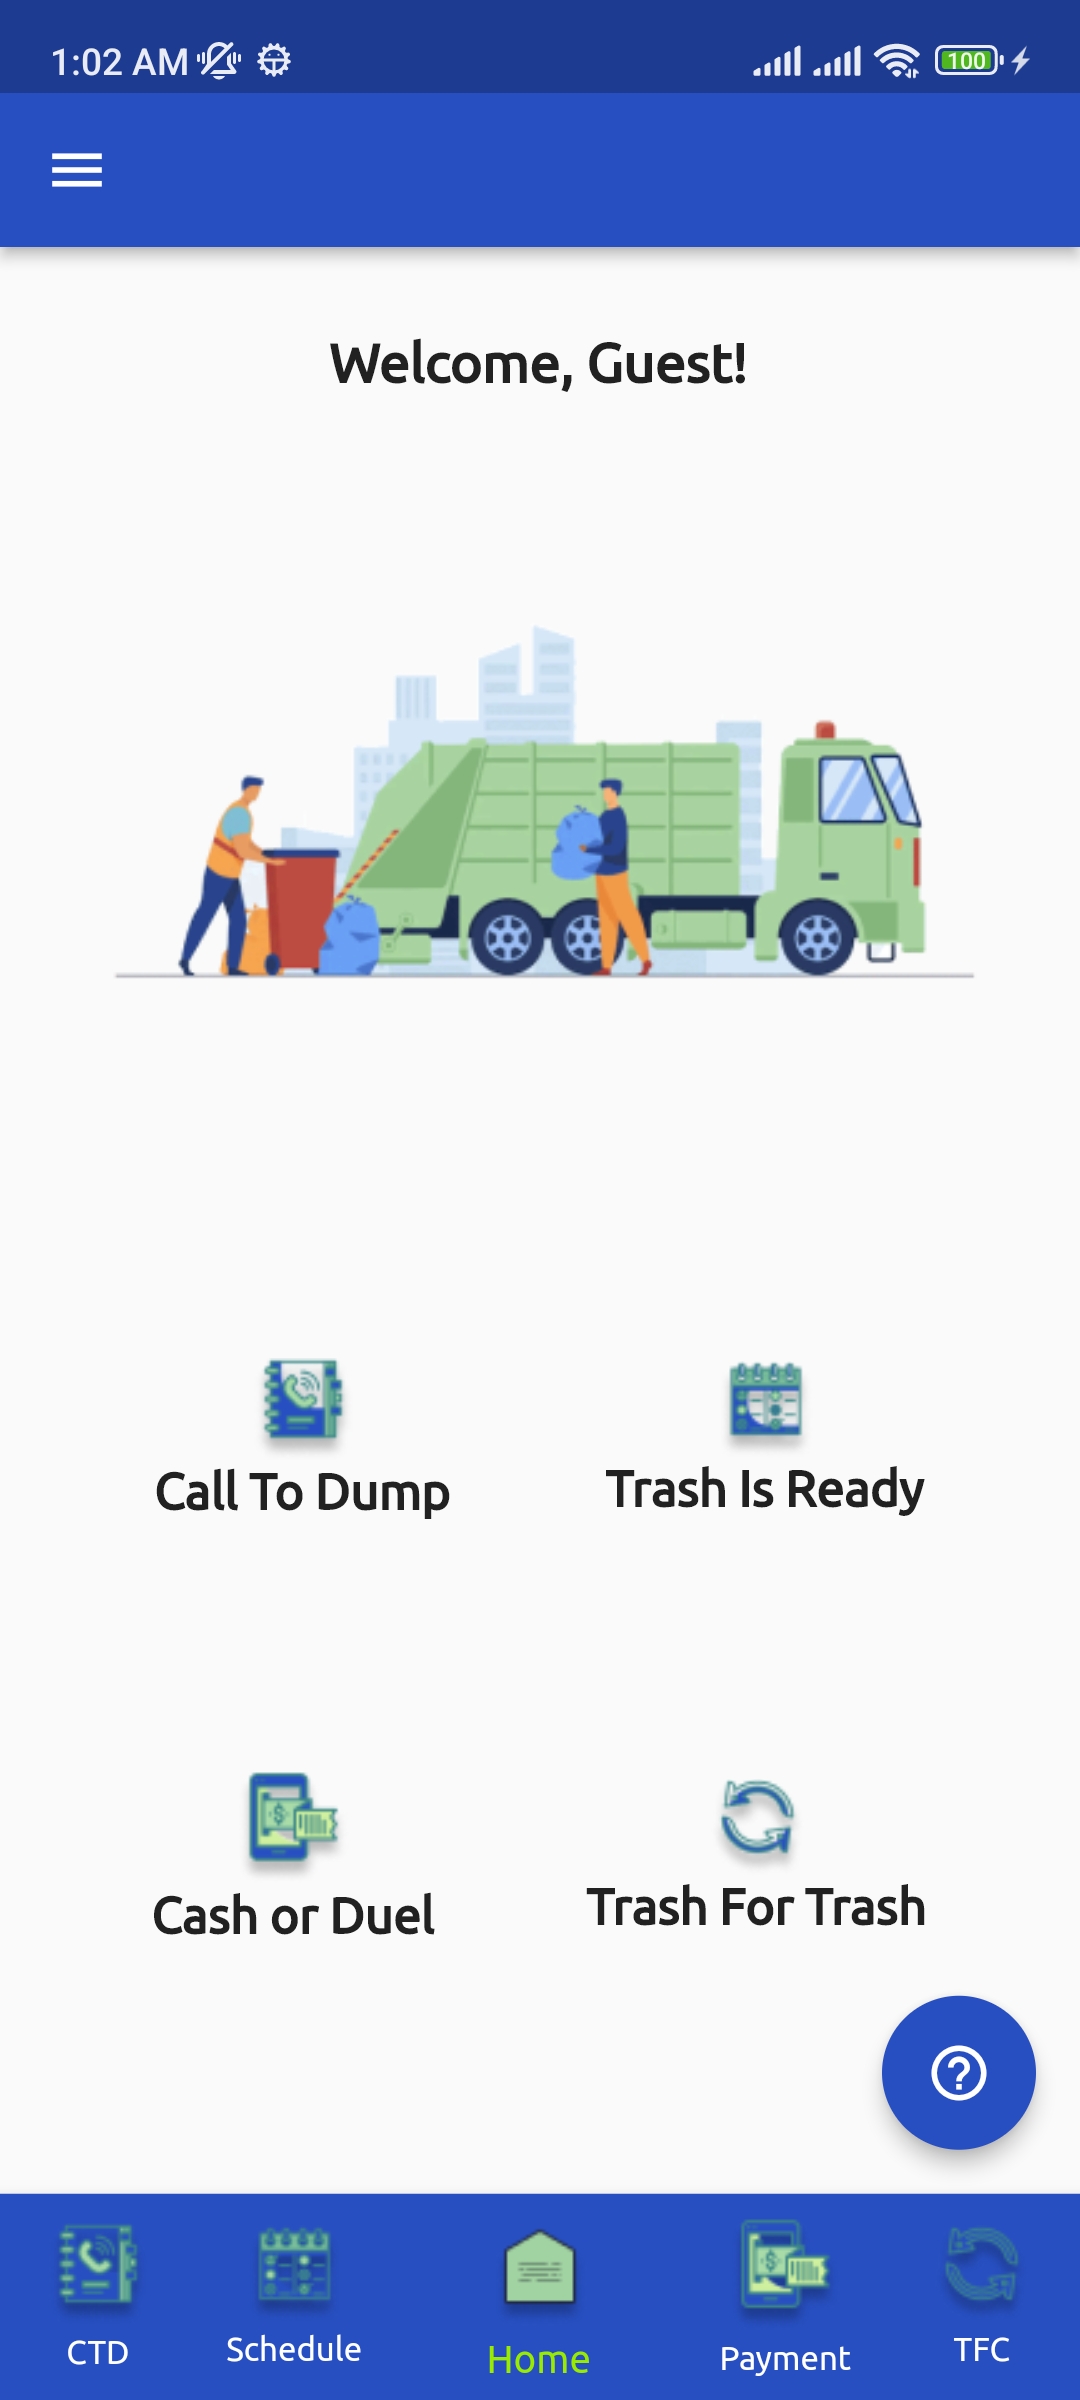 1:02 AM
100
Welcome, Guest!
Call To Dump
Trash Is Ready
Cash or Duel
Trash For Trash
CTD
Schedule
Home
Payment
TFC